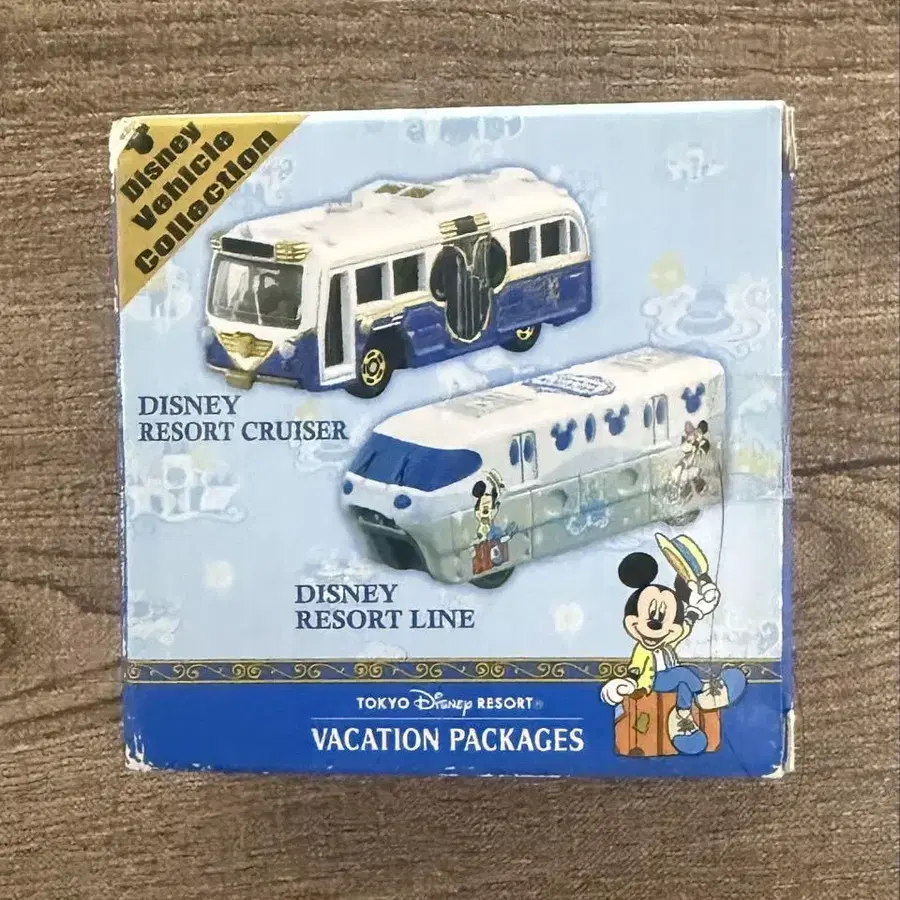 Disney
Vehicle
Collection
DISNEY
RESORT CRUISER
DISNEY
RESORT LINE
TOKYO Disney RESORT®
VACATION PACKAGES